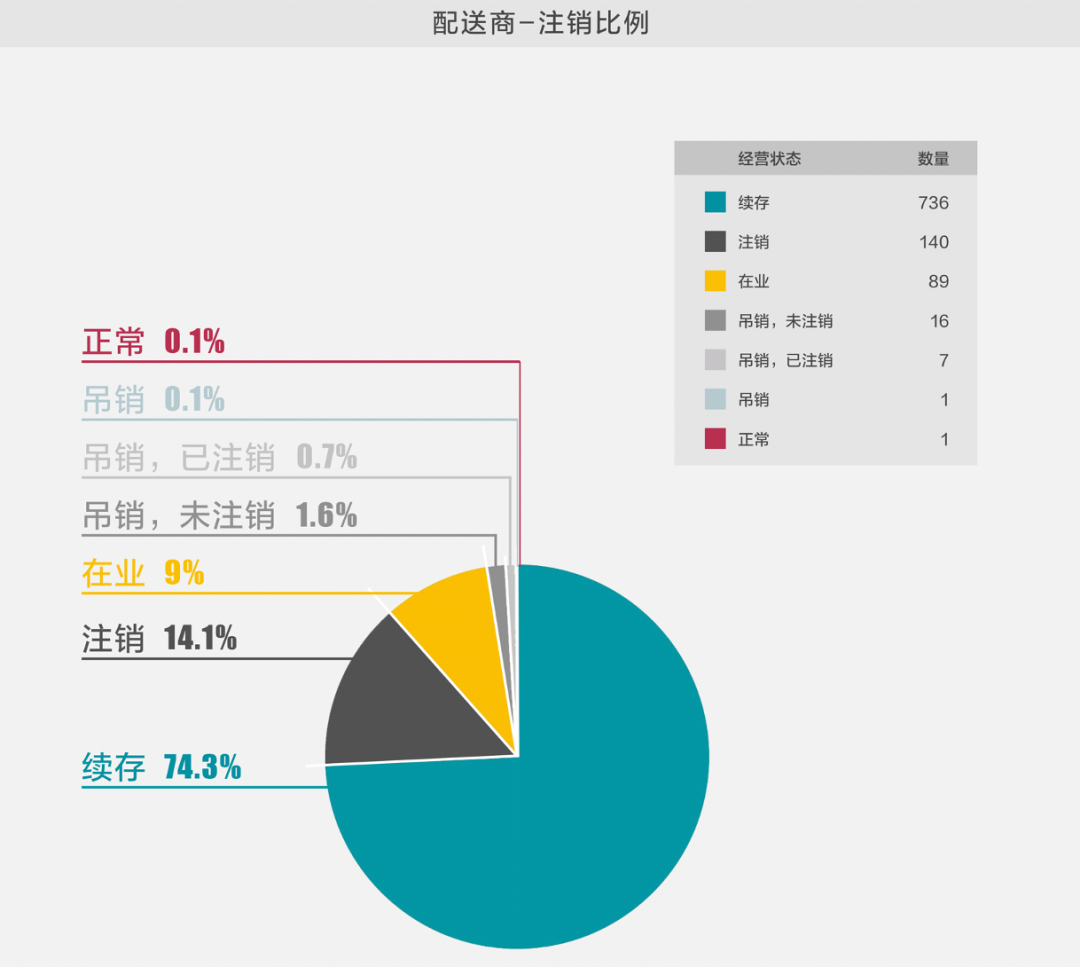 配送商-注销比例
经营状态 数量
续存 736
注销 140
在业 89
吊销，未注销 16
吊销，已注销 7
吊销 1
正常 1
正常 0.1%
吊销 0.1%
吊销，已注销 0.7%
吊销，未注销 1.6%
在业 9%
注销 14.1%
续存 74.3%